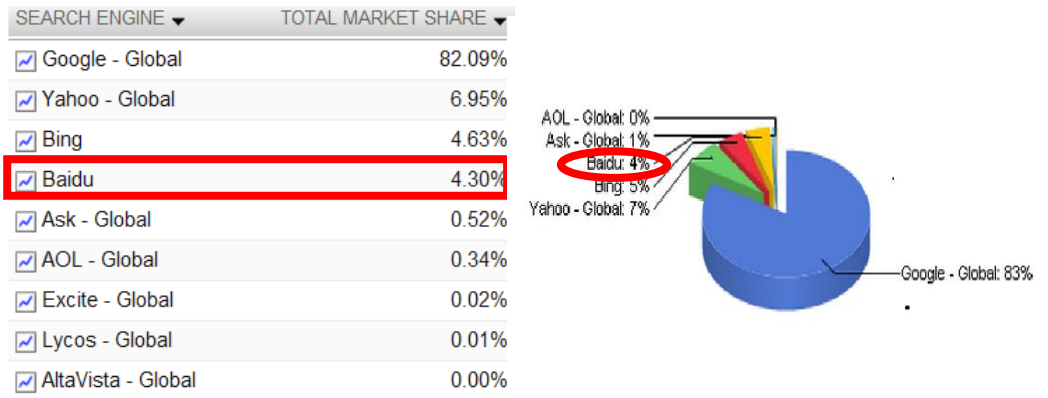 SEARCH ENGINE TOTAL MARKET SHARE
Google - Global 82.09%
Yahoo - Global 6.95%
Bing 4.63%
Baidu 4.30%
Ask - Global 0.52%
AOL - Global 0.34%
Excite - Global 0.02%
Lycos - Global 0.01%
AltaVista - Global 0.00%
AOL - Global: 0%
Ask - Global: 1%
Baidu: 4%
Bing: 5%
Yahoo - Global: 7%
Google - Global: 83%